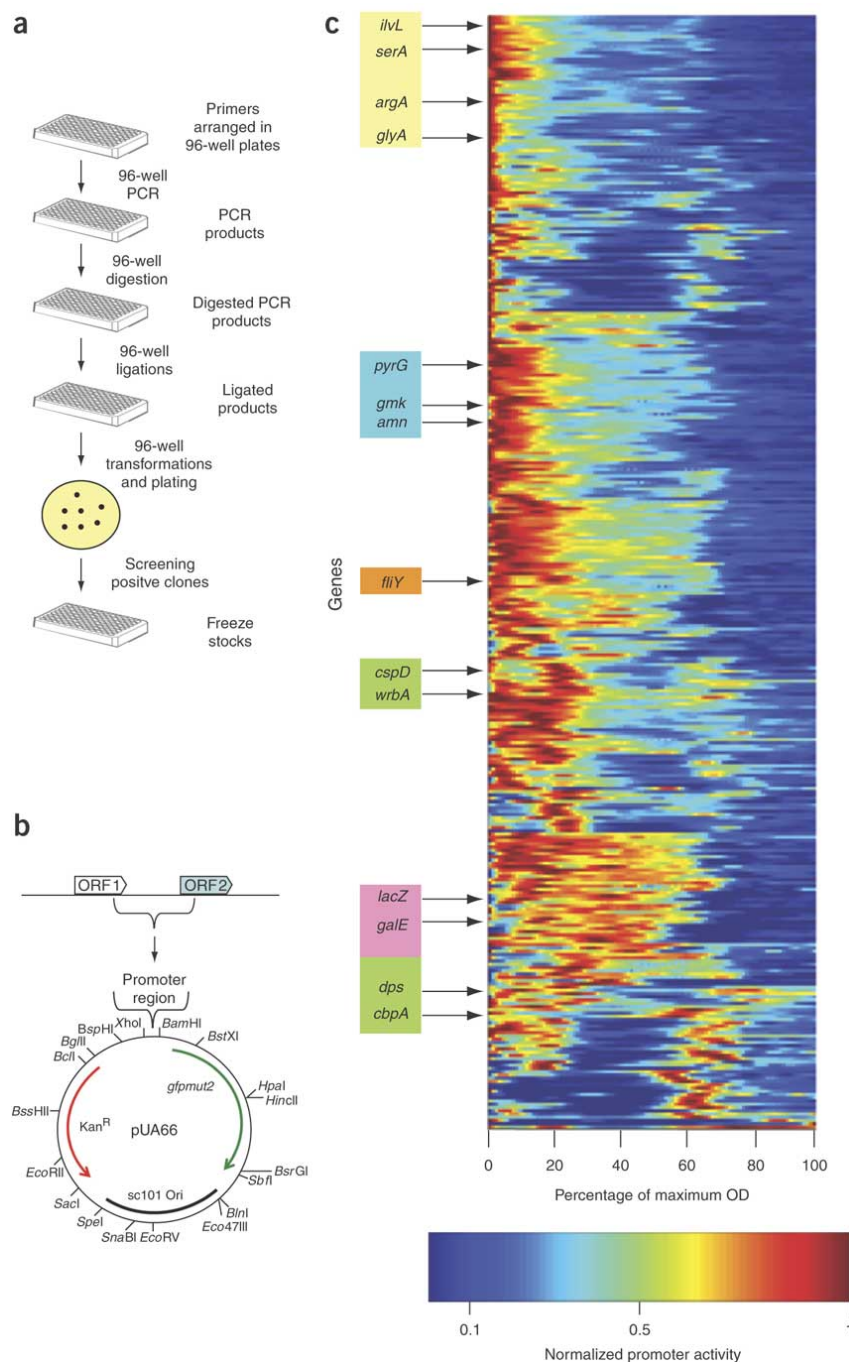 a
Primers
arranged in
96-well plates
96-well
PCR
PCR
products
96-well
digestion
Digested PCR
products
96-well
ligations
Ligated
products
96-well
transformations
and plating
Screening
positve clones
Freeze
stocks
b
ORF1
ORF2
Promoter
region
XhoI
BamHI
BspHI
BstXI
BglII
BclI
gfpmut2
HpaI
HincII
BssHII
KanR
pUA66
EcoRII
BsrGI
SbfI
SacI
sc101 Ori
BlnI
Eco47III
SpeI
SnaBI
EcoRV
c
ilvL
serA
argA
glyA
pyrG
gmk
amn
Genes
fliY
cspD
wrbA
lacZ
galE
dps
cbpA
0 20 40 60 80 100
Percentage of maximum OD
0.1 0.5 1
Normalized promoter activity